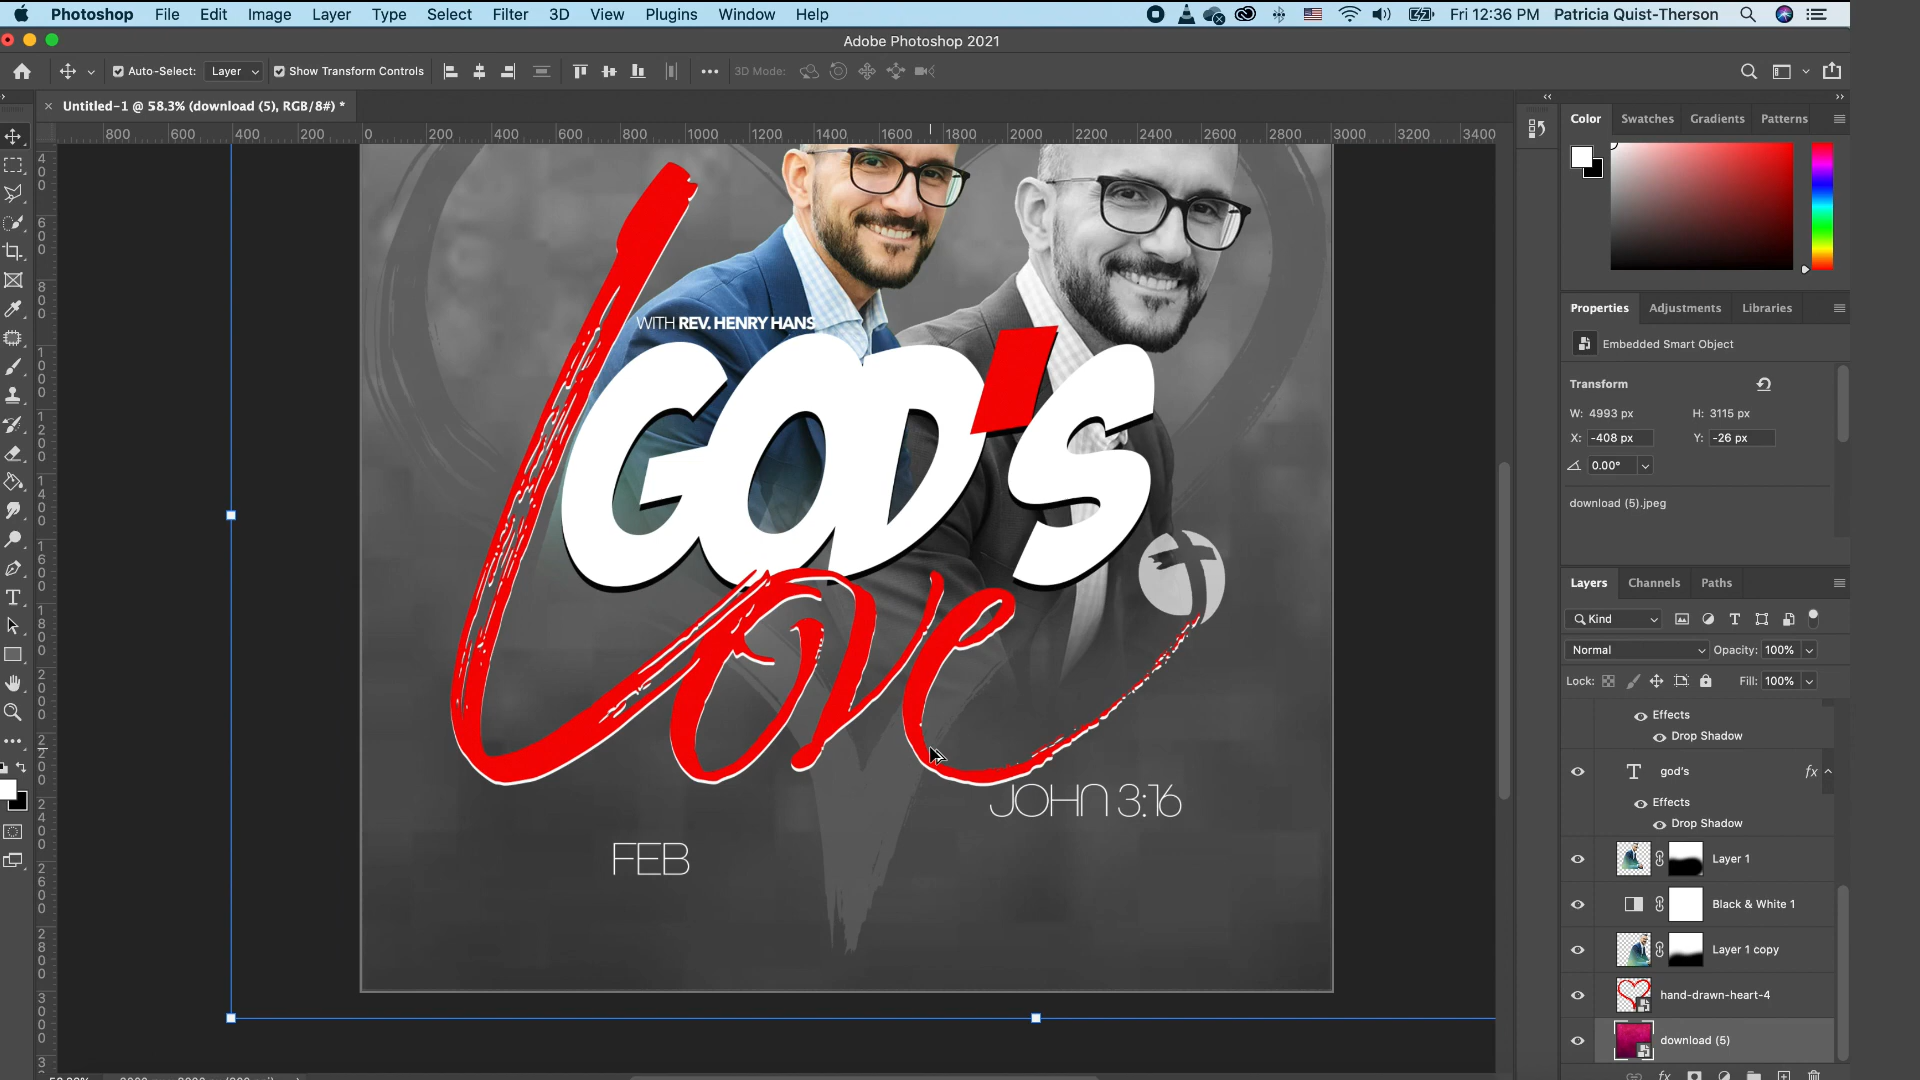 Photoshop File Edit Image Layer Type Select Filter 3D View Plugins Window Help Fri 12:36 PM Patricia Quist-Therson
Adobe Photoshop 2021
Auto-Select: Layer Show Transform Controls 3D Mode:
Untitled-1 @ 58.3% (download (5), RGB/8#) *
800 600 400 200 0 200 400 600 800 1000 1200 1400 1600 1800 2000 2200 2400 2600 2800 3000 3200 3400
WITH REV. HENRY HANS
GOD'S
Love
JOHN 3:16
FEB
Color Swatches Gradients Patterns
Properties Adjustments Libraries
Embedded Smart Object
Transform
W: 4993 px H: 3115 px
X: -408 px Y: -26 px
0.00°
download (5).jpeg
Layers Channels Paths
Kind
Normal Opacity: 100%
Lock: Fill: 100%
Effects
Drop Shadow
god's fx
Effects
Drop Shadow
Layer 1
Black & White 1
Layer 1 copy
hand-drawn-heart-4
download (5)